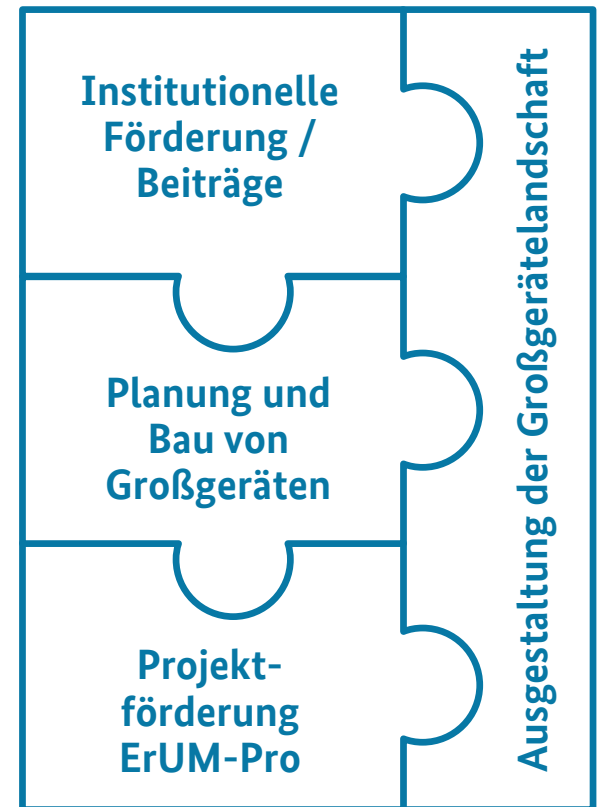 Institutionelle
Förderung /
Beiträge
Planung und
Bau von
Großgeräten
Projekt-
förderung
ErUM-Pro
Ausgestaltung der Großgerätelandschaft